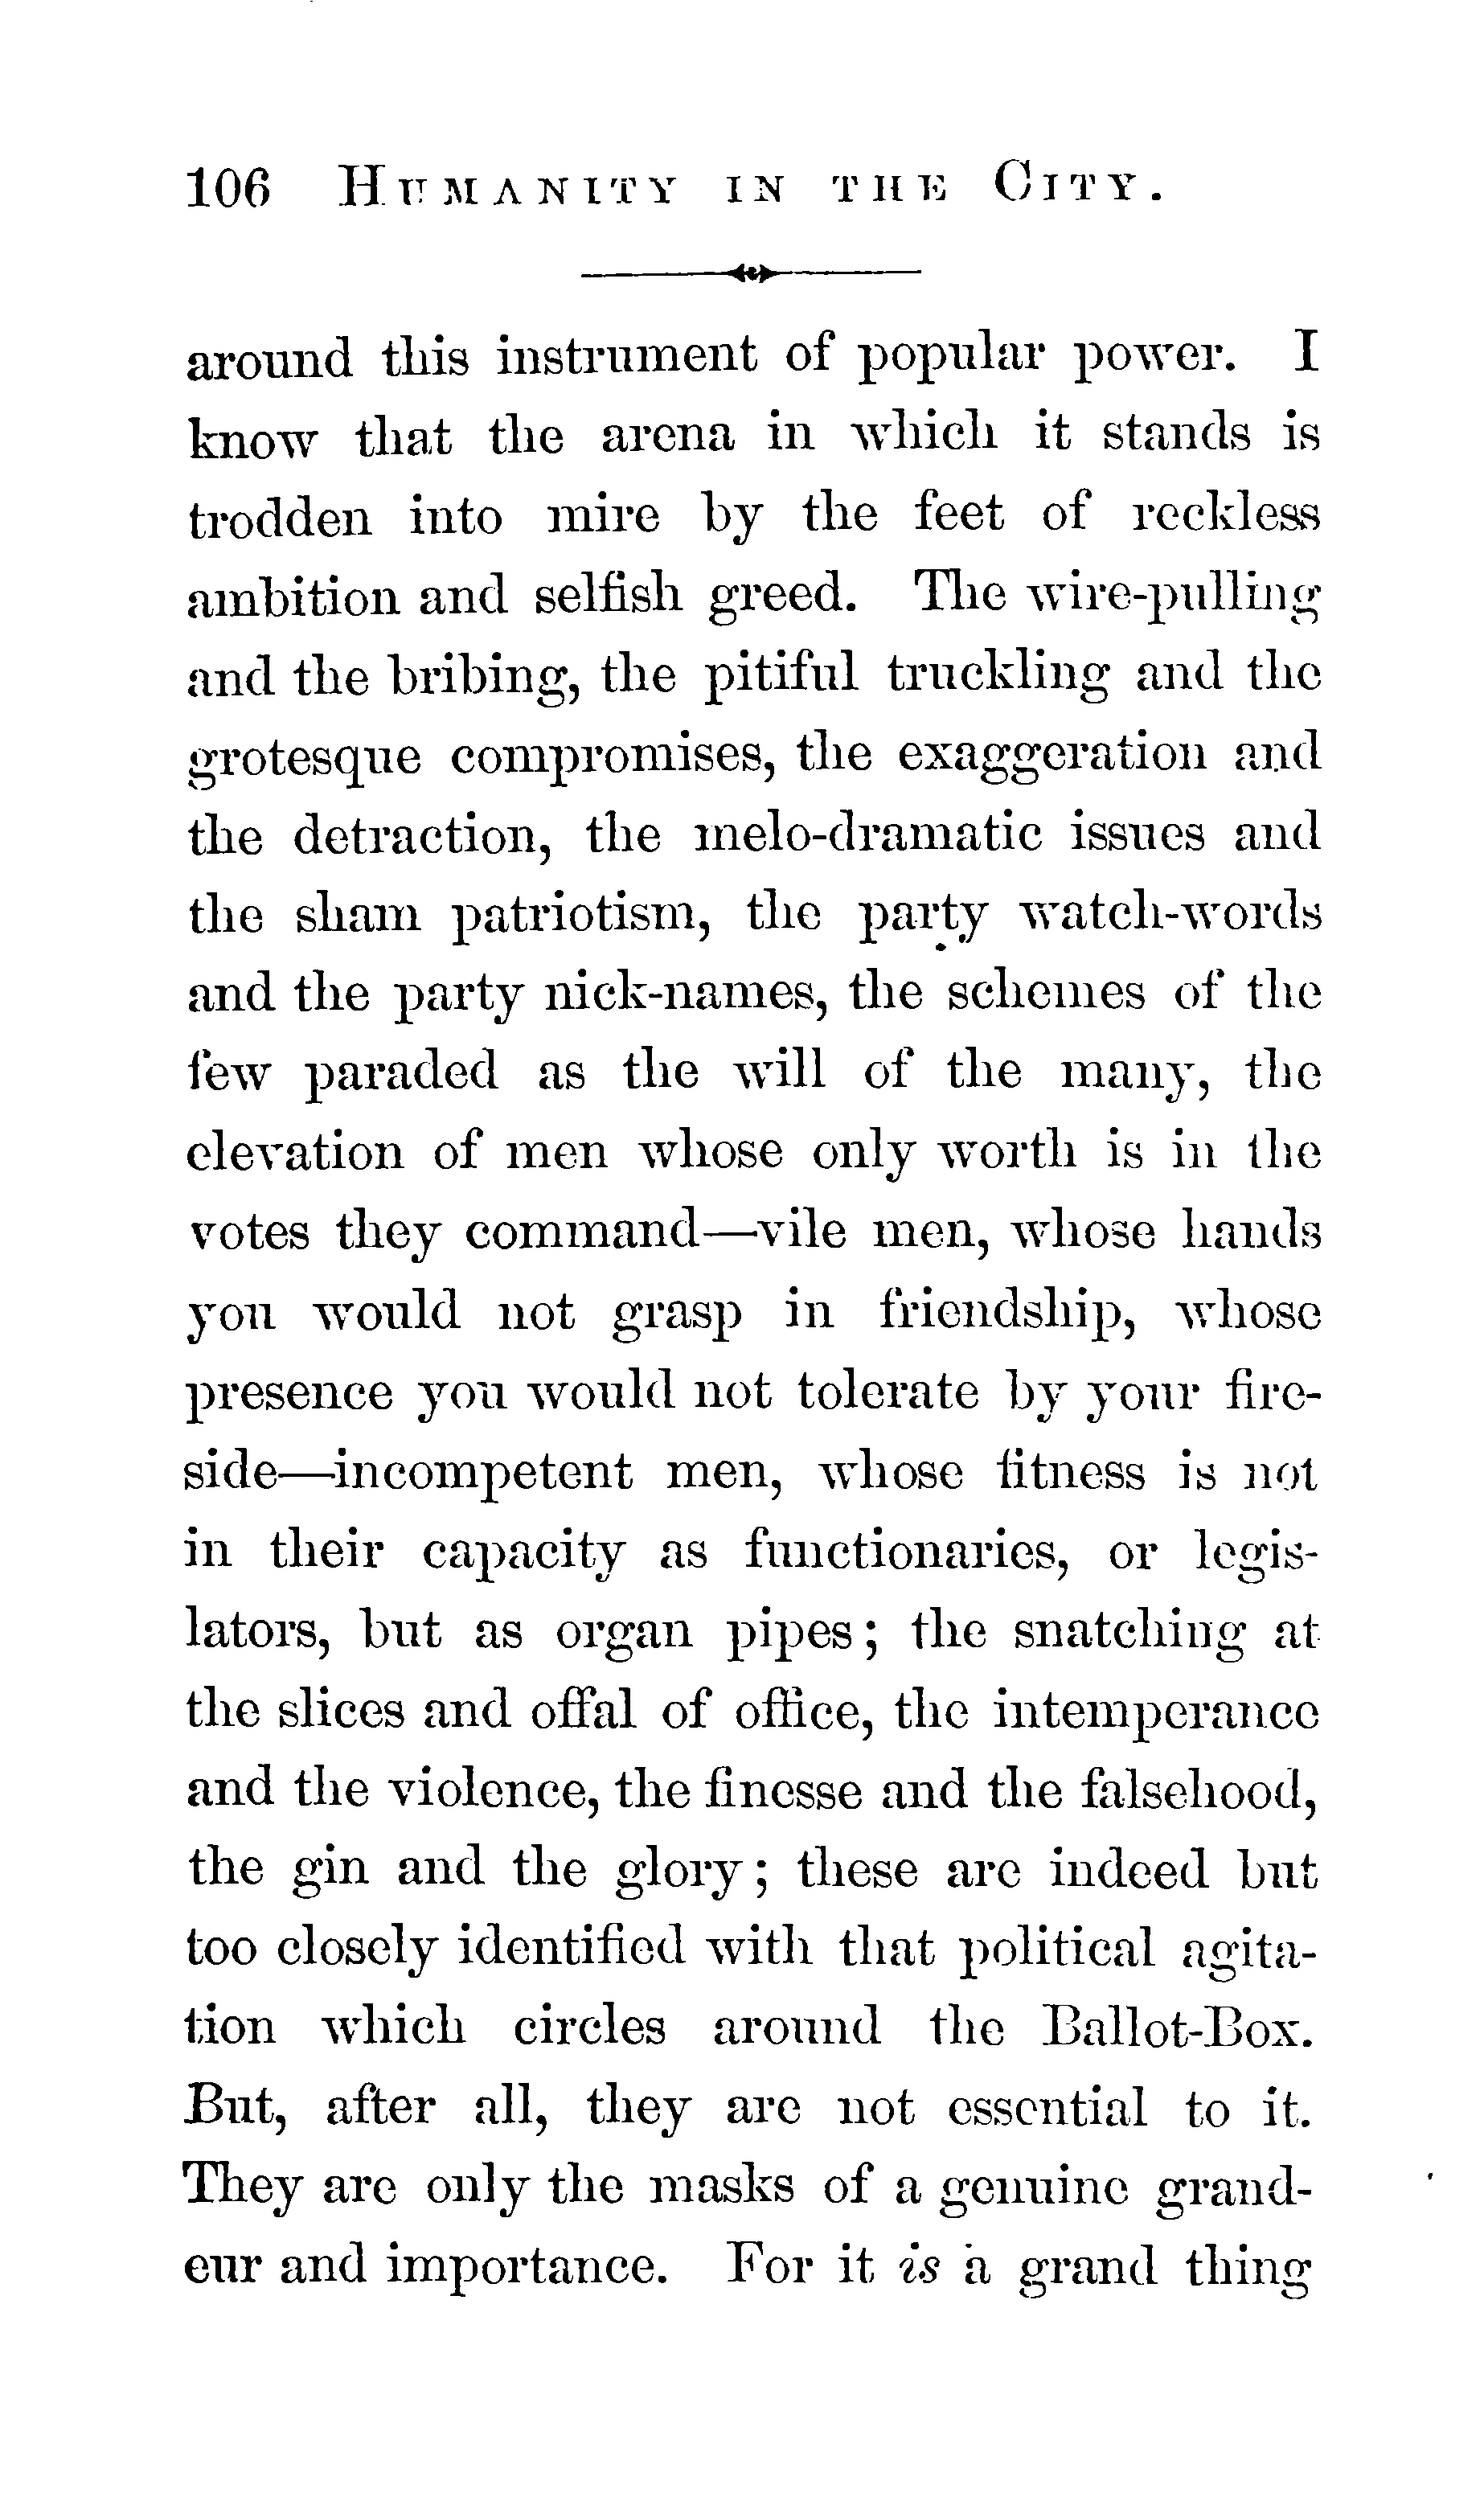 106 HUMANITY IN THE CITY.
around this instrument of popular power. I
know that the arena in which it stands is
trodden into mire by the feet of reckless
ambition and selfish greed. The wire-pulling
and the bribing, the pitiful truckling and the
grotesque compromises, the exaggeration and
the detraction, the melo-dramatic issues and
the sham patriotism, the party watch-words
and the party nick-names, the schemes of the
few paraded as the will of the many, the
elevation of men whose only worth is in the
votes they command—vile men, whose hands
you would not grasp in friendship, whose
presence you would not tolerate by your fire-
side—incompetent men, whose fitness is not
in their capacity as functionaries, or legis-
lators, but as organ pipes; the snatching at
the slices and offal of office, the intemperance
and the violence, the finesse and the falsehood,
the gin and the glory; these are indeed but
too closely identified with that political agita-
tion which circles around the Ballot-Box.
But, after all, they are not essential to it.
They are only the masks of a genuine grand-
eur and importance. For it is a grand thing